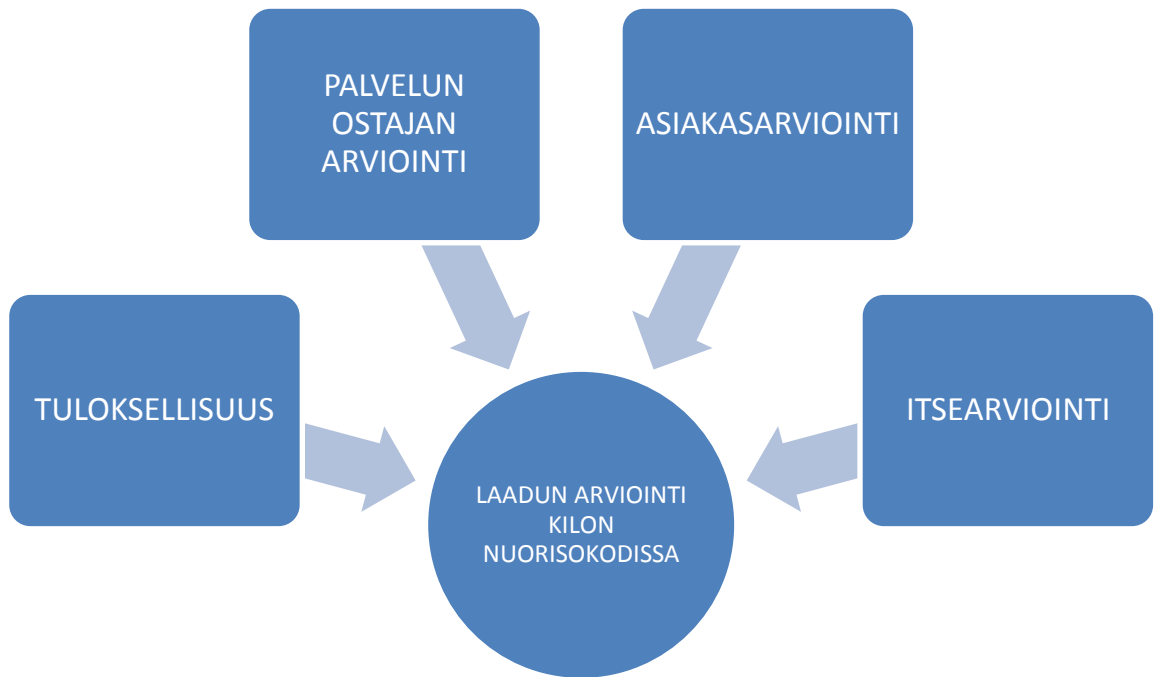 PALVELUN
OSTAJAN
ARVIOINTI
ASIAKASARVIOINTI
TULOKSELLISUUS
ITSEARVIOINTI
LAADUN ARVIOINTI
KILON
NUORISOKODISSA